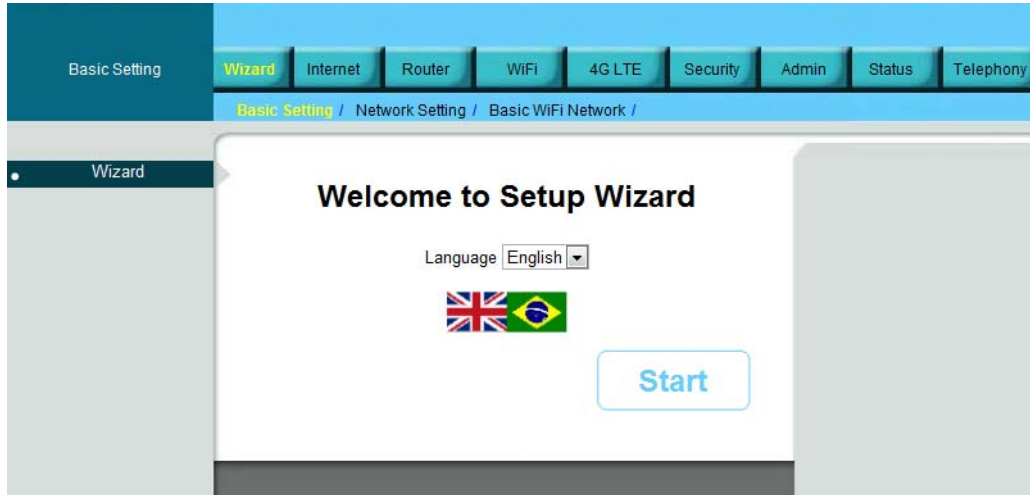 Basic Setting
Wizard Internet Router WiFi 4G LTE Security Admin Status Telephony
Basic Setting / Network Setting / Basic WiFi Network /
Wizard
Welcome to Setup Wizard
Language English
Start